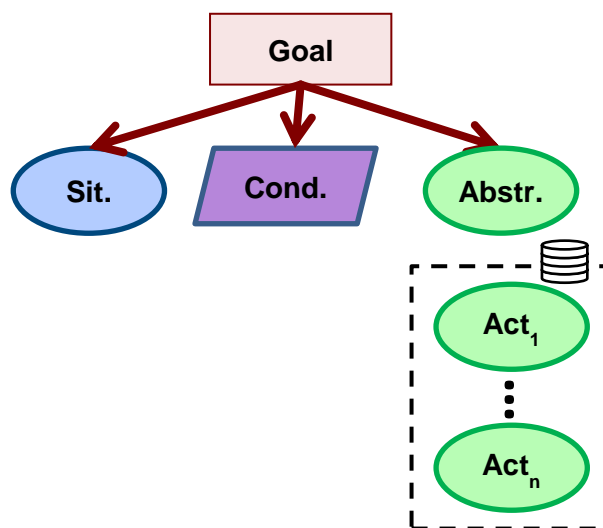 Goal
Sit.
Cond.
Abstr.
Act₁
Actₙ